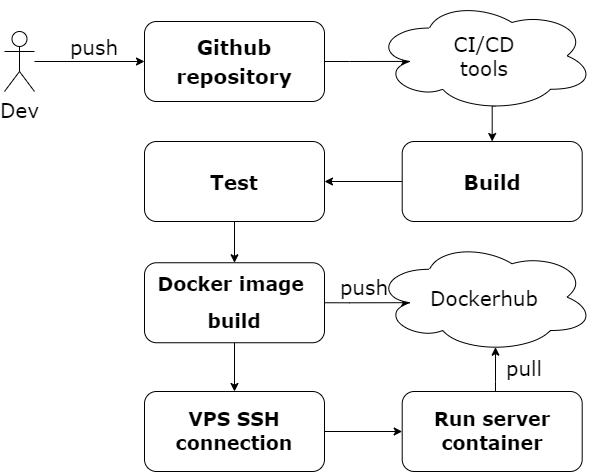 push
Dev
Github
repository
CI/CD
tools
Test
Build
Docker image
build
push
Dockerhub
pull
VPS SSH
connection
Run server
container